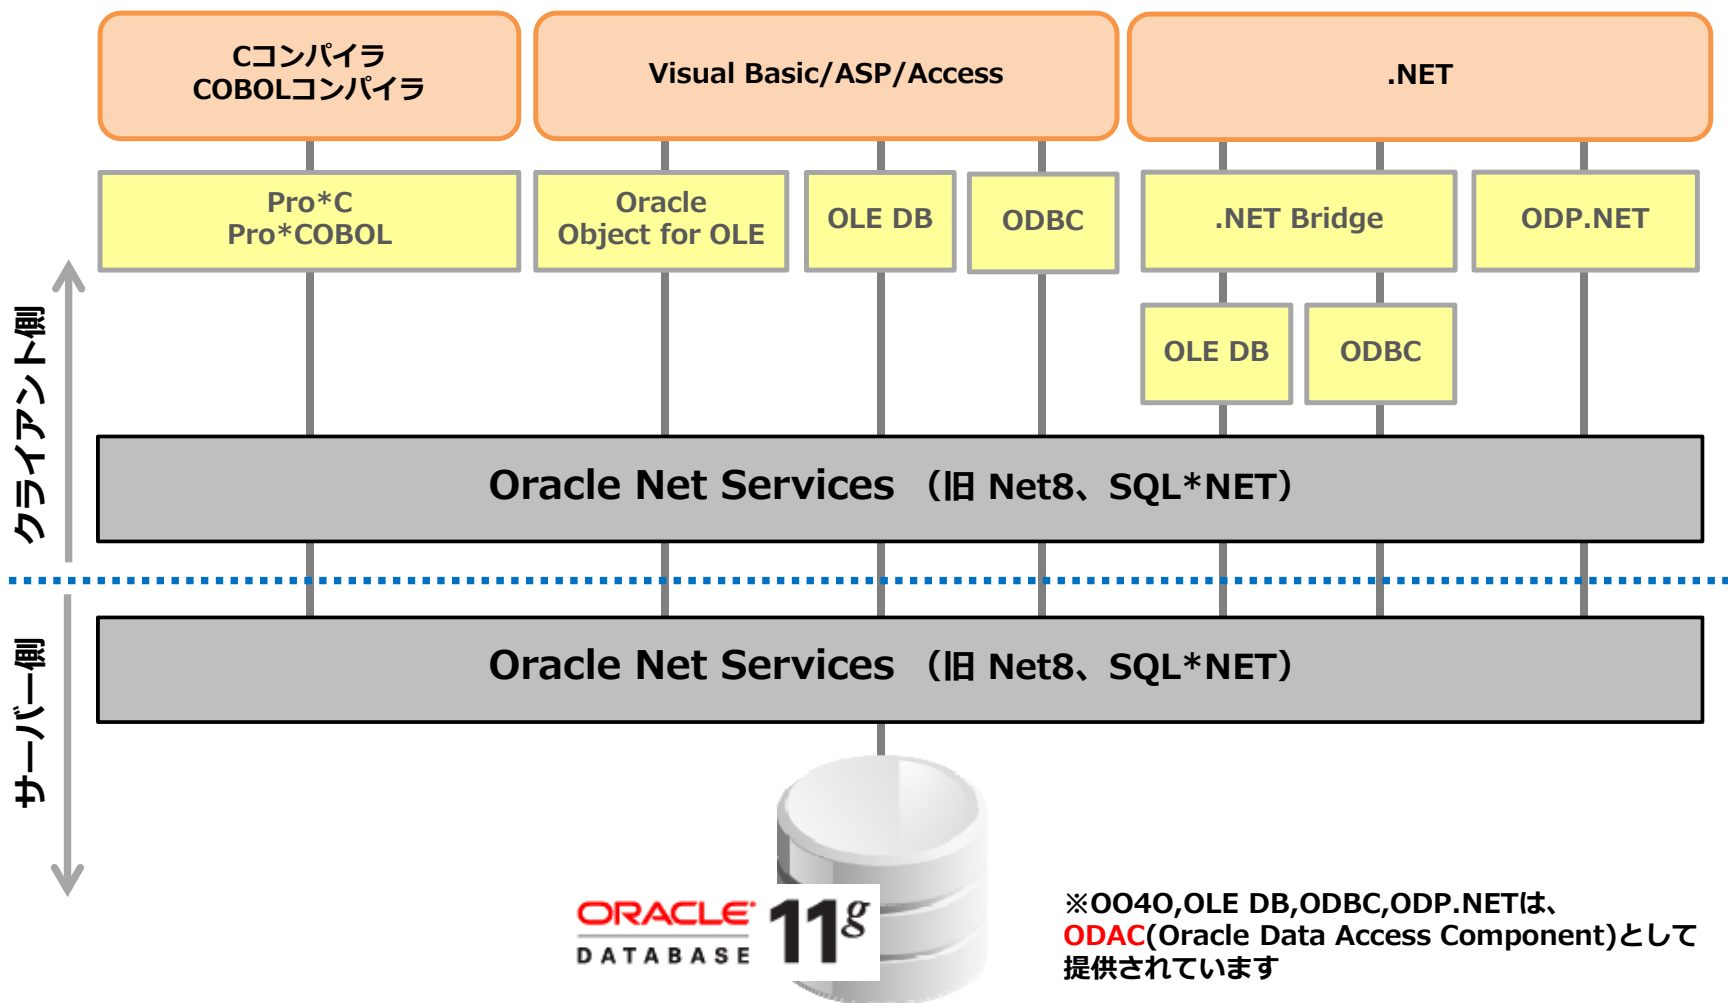 Cコンパイラ
COBOLコンパイラ
Visual Basic/ASP/Access
.NET
Pro*C
Pro*COBOL
Oracle
Object for OLE
OLE DB
ODBC
.NET Bridge
ODP.NET
OLE DB
ODBC
クライアント側
Oracle Net Services （旧 Net8、SQL*NET）
サーバー側
Oracle Net Services （旧 Net8、SQL*NET）
ORACLE
DATABASE
11g
※OO4O,OLE DB,ODBC,ODP.NETは、
ODAC(Oracle Data Access Component)として
提供されています